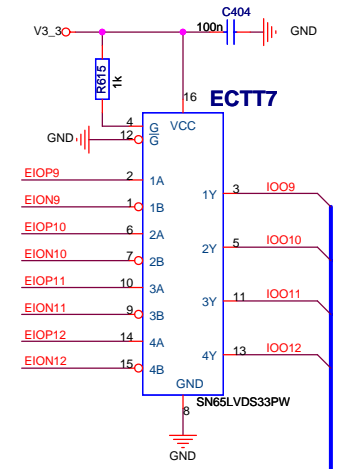 C404
V3_3
100n
GND
R615
1k
16
ECTT7
4
G
VCC
GND
12
G
EIOP9
2
1A
1Y
3
IOO9
EION9
1
1B
EIOP10
6
2A
2Y
5
IOO10
EION10
7
2B
EIOP11
10
3A
3Y
11
IOO11
EION11
9
3B
EIOP12
14
4A
4Y
13
IOO12
EION12
15
4B
GND
SN65LVDS33PW
8
GND